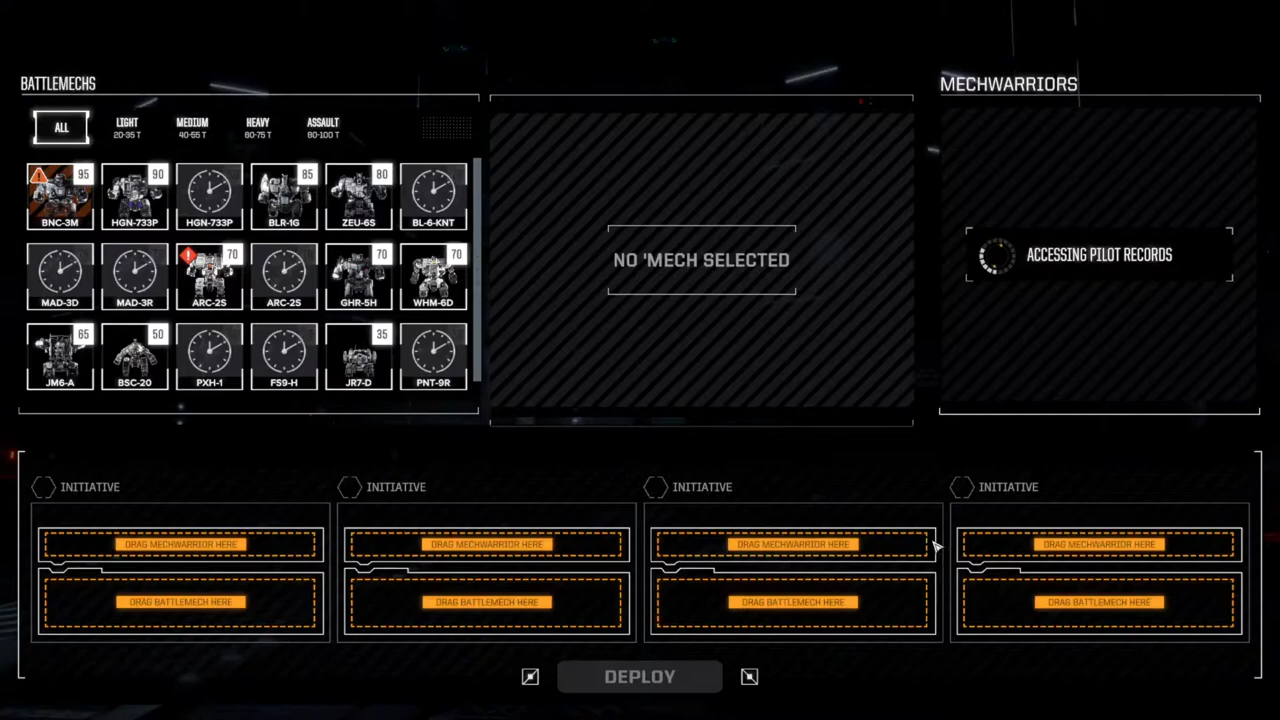 BATTLEMECHS
MECHWARRIORS
ALL
LIGHT
20-35 T
MEDIUM
40-55 T
HEAVY
60-75 T
ASSAULT
80-100 T
95
BNC-3M
90
HGN-733P
HGN-733P
85
BLR-1G
80
ZEU-6S
BL-6-KNT
MAD-3D
MAD-3R
70
ARC-2S
ARC-2S
70
GHR-5H
70
WHM-6D
65
JM6-A
50
BSC-20
PXH-1
FS9-H
35
JR7-D
PNT-9R
NO 'MECH SELECTED
ACCESSING PILOT RECORDS
INITIATIVE
INITIATIVE
INITIATIVE
INITIATIVE
DRAG MECHWARRIOR HERE
DRAG MECHWARRIOR HERE
DRAG MECHWARRIOR HERE
DRAG MECHWARRIOR HERE
DRAG BATTLEMECH HERE
DRAG BATTLEMECH HERE
DRAG BATTLEMECH HERE
DRAG BATTLEMECH HERE
DEPLOY